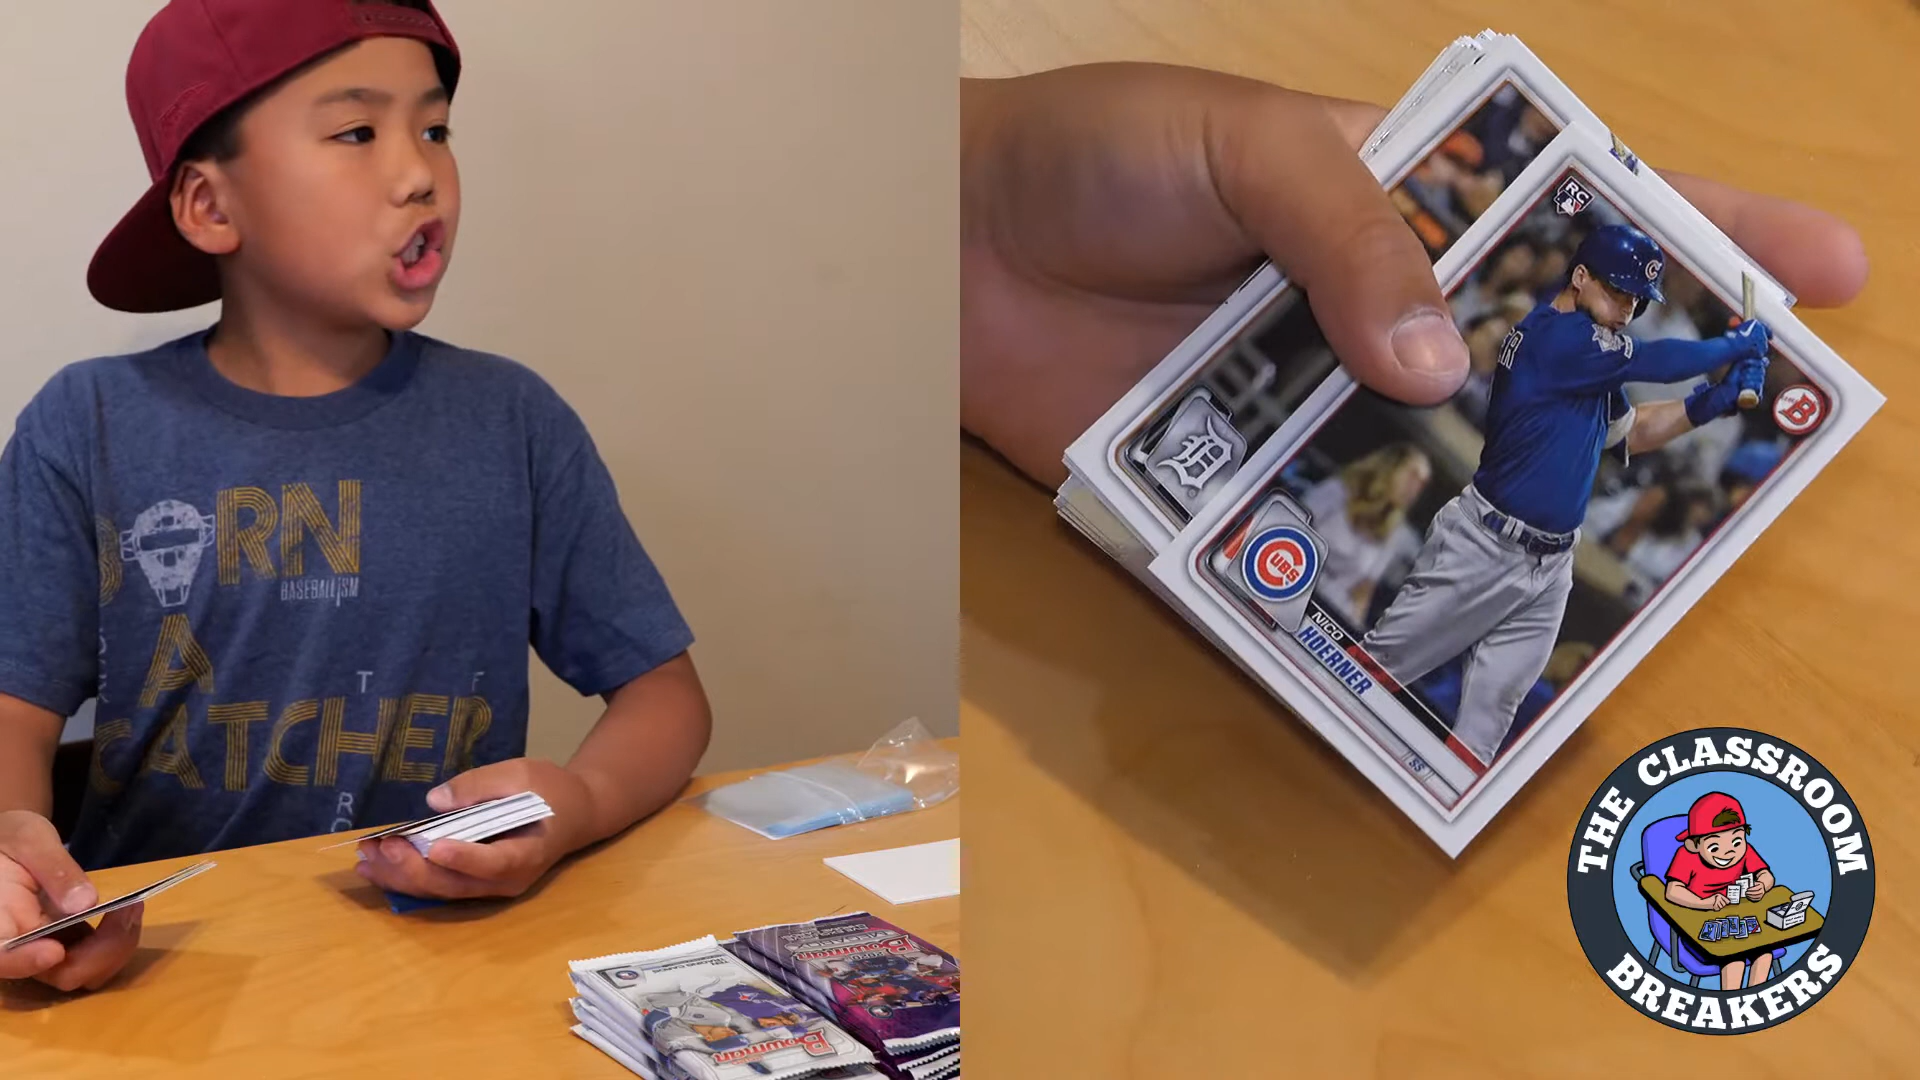 BORN
BASEBALLISM
A
T F
CATCHER
R
Bowman
Bowman
RC
C
B
D
CUBS
NICO
HOERNER
SS
THE CLASSROOM
BREAKERS